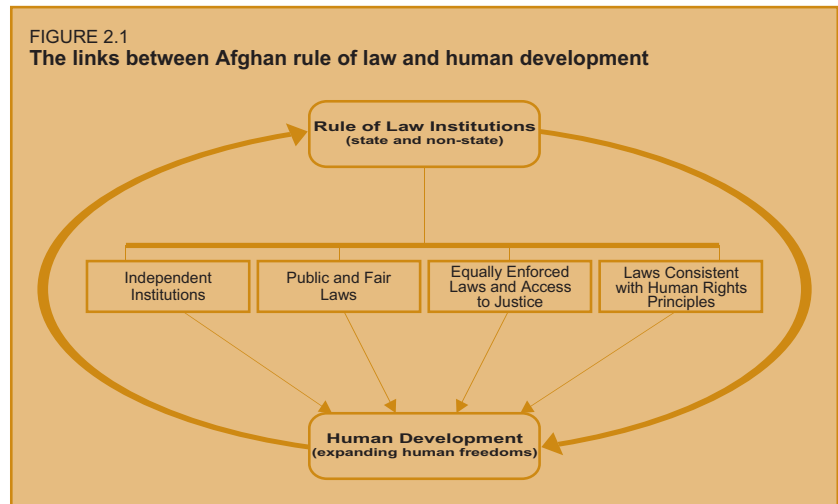 FIGURE 2.1
The links between Afghan rule of law and human development
Rule of Law Institutions
(state and non-state)
Independent
Institutions
Public and Fair
Laws
Equally Enforced
Laws and Access
to Justice
Laws Consistent
with Human Rights
Principles
Human Development
(expanding human freedoms)